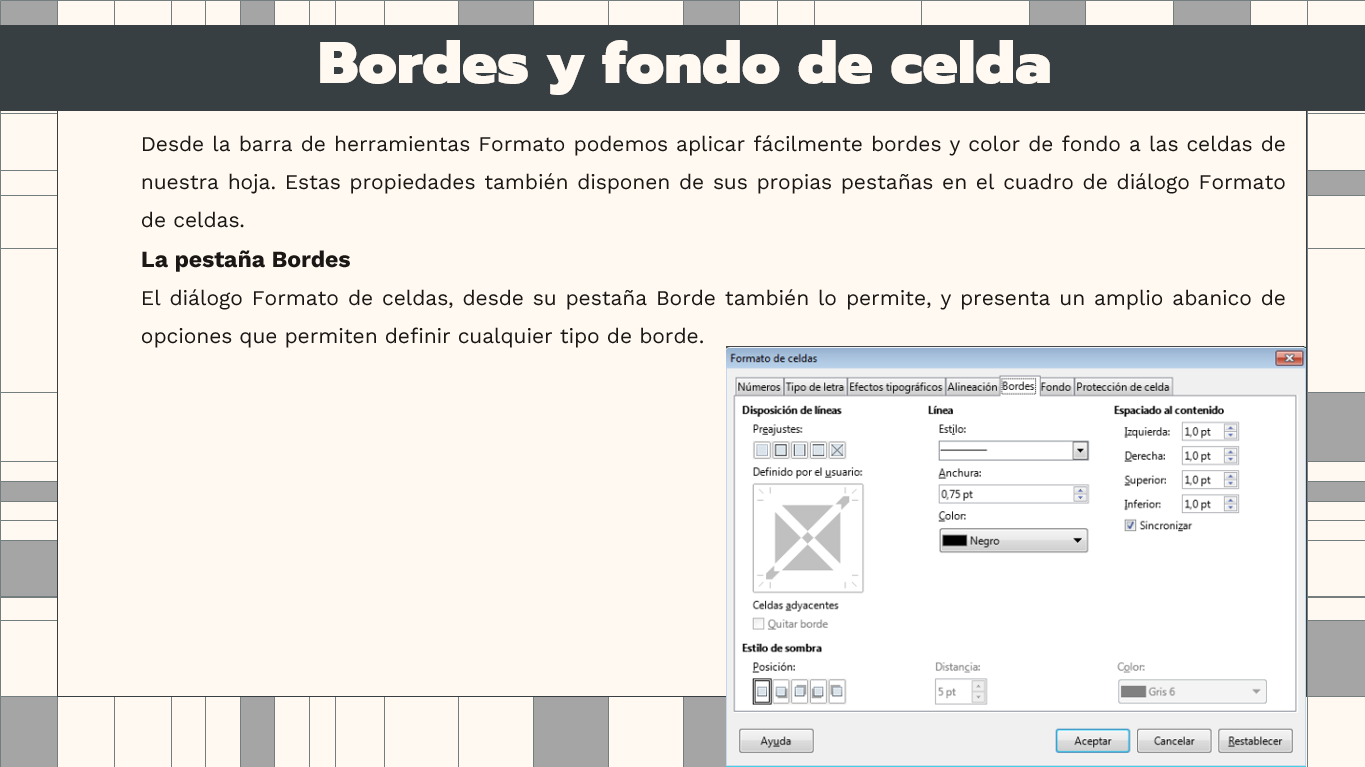 Bordes y fondo de celda
Desde la barra de herramientas Formato podemos aplicar fácilmente bordes y color de fondo a las celdas de
nuestra hoja. Estas propiedades también disponen de sus propias pestañas en el cuadro de diálogo Formato
de celdas.
La pestaña Bordes
El diálogo Formato de celdas, desde su pestaña Borde también lo permite, y presenta un amplio abanico de
opciones que permiten definir cualquier tipo de borde.
Formato de celdas
Números Tipo de letra Efectos tipográficos Alineación Bordes Fondo Protección de celda
Disposición de líneas
Preajustes:
Definido por el usuario:
Celdas adyacentes
Quitar borde
Línea
Estilo:
Anchura:
0,75 pt
Color:
Negro
Espaciado al contenido
Izquierda: 1,0 pt
Derecha: 1,0 pt
Superior: 1,0 pt
Inferior: 1,0 pt
Sincronizar
Estilo de sombra
Posición:
Distancia:
5 pt
Color:
Gris 6
Ayuda Aceptar Cancelar Restablecer